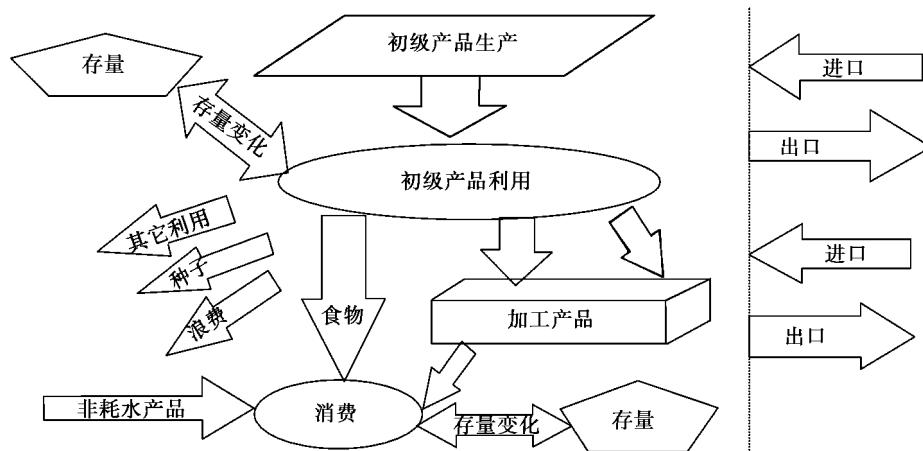 初级产品生产
存量
进口
存量变化
出口
初级产品利用
其它利用
种子
进口
浪费
食物
加工产品
出口
非耗水产品
消费
存量变化
存量